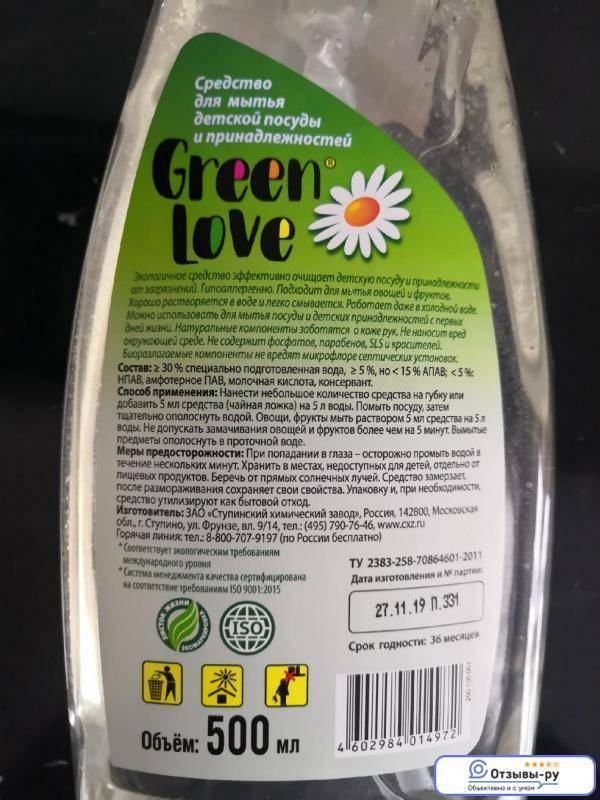 Средство
для мытья
детской посуды
и принадлежностей
Green®
Love
Экологичное средство эффективно очищает детскую посуду и принадлежности
от загрязнений. Гипоаллергенно. Подходит для мытья овощей и фруктов.
Хорошо растворяется в воде и легко смывается. Работает даже в холодной воде.
Можно использовать для мытья посуды и детских принадлежностей с первых
дней жизни. Натуральные компоненты заботятся о коже рук. Не наносит вред
окружающей среде. Не содержит фосфатов, парабенов, SLS и красителей.
Биоразлагаемые компоненты не вредят микрофлоре септических установок.
Состав: ≥ 30 % специально подготовленная вода, ≥ 5 %, но < 15 % АПАВ; < 5%:
НПАВ, амфотерное ПАВ, молочная кислота, консервант.
Способ применения: Нанести небольшое количество средства на губку или
добавить 5 мл средства (чайная ложка) на 5 л воды. Помыть посуду, затем
тщательно ополоснуть водой. Овощи, фрукты мыть раствором 5 мл средства на 5 л
воды. Не допускать замачивания овощей и фруктов более чем на 5 минут. Вымытые
предметы ополоснуть в проточной воде.
Меры предосторожности: При попадании в глаза – осторожно промыть водой в
течение нескольких минут. Хранить в местах, недоступных для детей, отдельно от
пищевых продуктов. Беречь от прямых солнечных лучей. Средство замерзает,
после размораживания сохраняет свои свойства. Упаковку и, при необходимости,
средство утилизируют как бытовой отход.
Изготовитель: ЗАО «Ступинский химический завод», Россия, 142800, Московская
обл., г. Ступино, ул. Фрунзе, вл. 9/14, тел.: (495) 790-76-46, www.cxz.ru
Горячая линия: тел.: 8-800-707-9197 (по России бесплатно)
* Соответствует экологическим требованиям
международного уровня
* Система менеджмента качества сертифицирована
на соответствие требованиям ISO 9001:2015
ТУ 2383-258-70864601-2011
Дата изготовления и № партии:
27.11.19 П.331
Срок годности: 36 месяцев
ЛИСТОК ЖИЗНИ
ЭКОМАРКИРОВКА
ISO
Объём: 500 мл
4 602984 014972
200 100 003
Отзывы-ру
Объективно и с умом